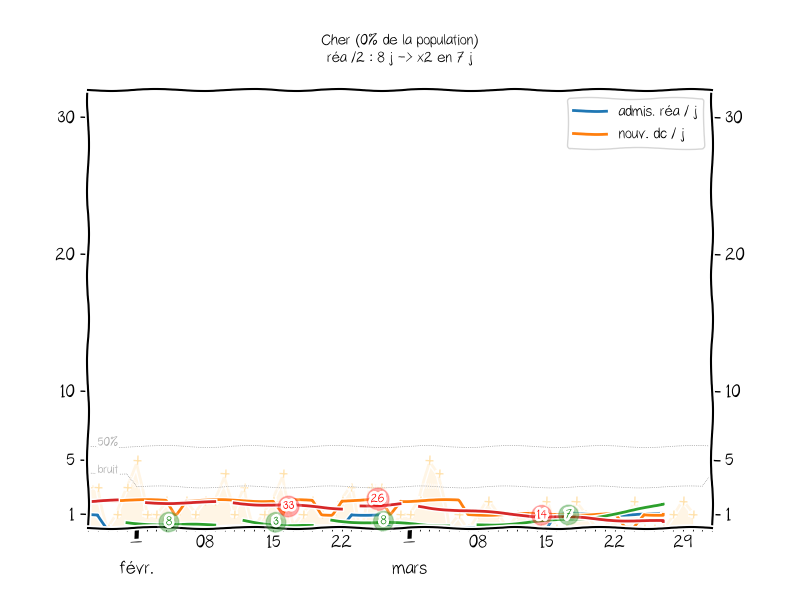 Cher (0% de la population)
réa /2 : 8 j -> x2 en 7 j
admis. réa / j
nouv. dc / j
30 30
20 20
10 10
50%
5 5
bruit
33 26
1 8 3 8 14 7 1
1 08 15 22 1 08 15 22 29
févr. mars